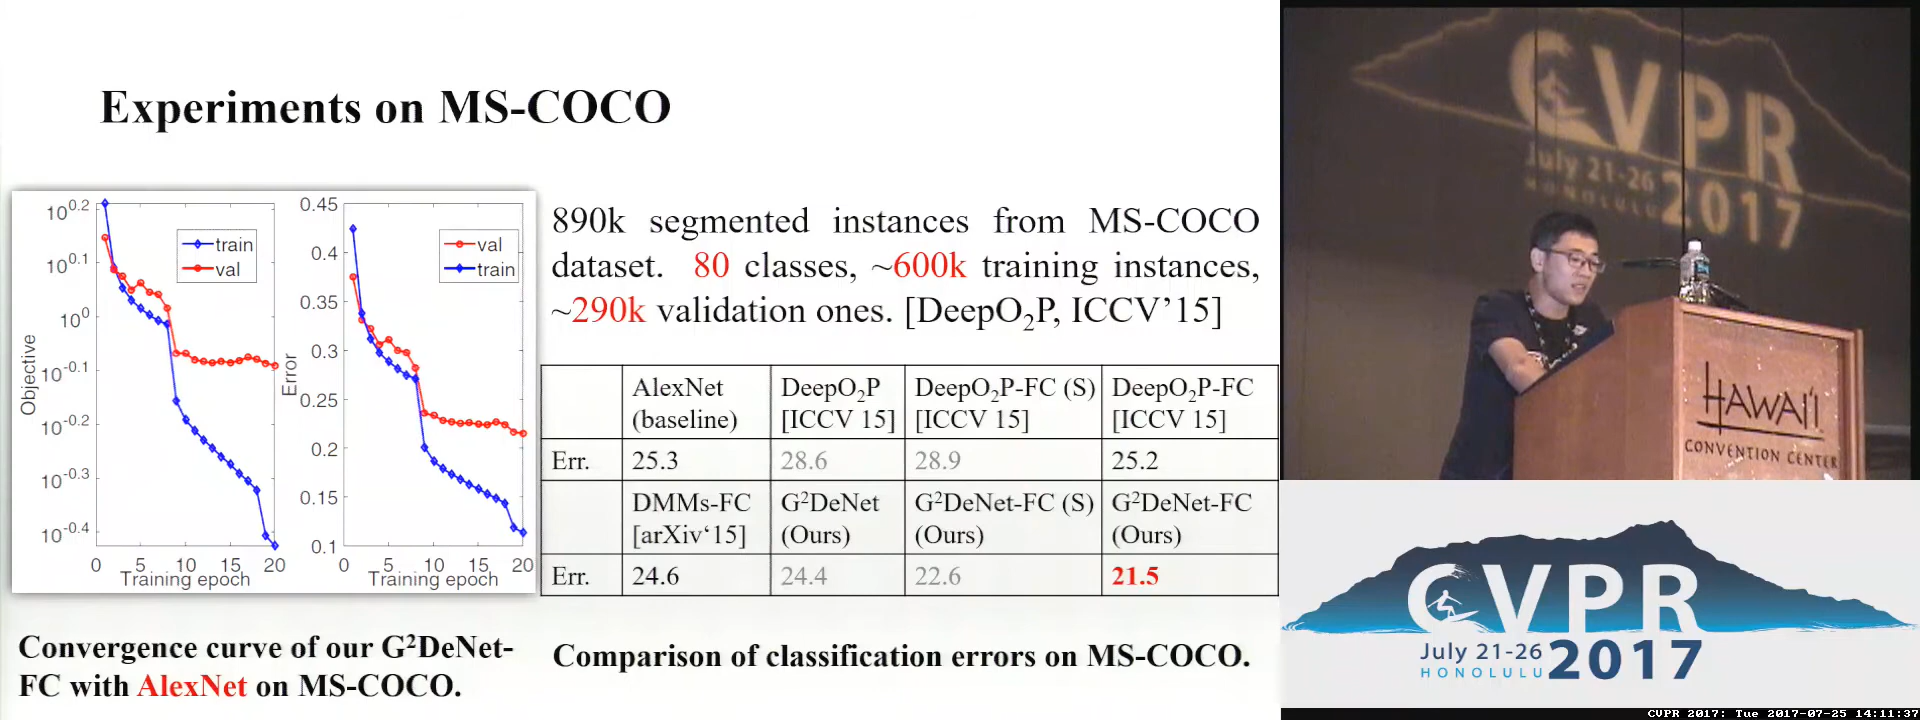 Experiments on MS-COCO
10^0.2
10^0.1
10^0
10^-0.1
10^-0.2
10^-0.3
10^-0.4
Objective
0 5 10 15 20
Training epoch
train
val
0.45
0.4
0.35
0.3
0.25
0.2
0.15
0.1
Error
0 5 10 15 20
Training epoch
val
train
Convergence curve of our G²DeNet-
FC with AlexNet on MS-COCO.
890k segmented instances from MS-COCO
dataset. 80 classes, ~600k training instances,
~290k validation ones. [DeepO₂P, ICCV’15]
AlexNet (baseline) DeepO₂P [ICCV 15] DeepO₂P-FC (S) [ICCV 15] DeepO₂P-FC [ICCV 15]
Err. 25.3 28.6 28.9 25.2
DMMs-FC [arXiv‘15] G²DeNet (Ours) G²DeNet-FC (S) (Ours) G²DeNet-FC (Ours)
Err. 24.6 24.4 22.6 21.5
Comparison of classification errors on MS-COCO.
CVPR
July 21-26
HONOLULU 2017
HAWAI'I
CONVENTION CENTER
CVPR
July 21-26
HONOLULU 2017
CVPR 2017: Tue 2017-07-25 14:11:37